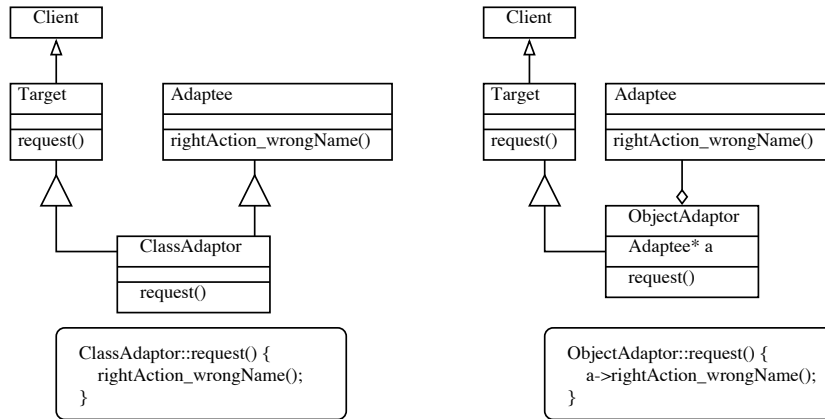 Client
Target
request()
Adaptee
rightAction_wrongName()
ClassAdaptor
request()
ClassAdaptor::request() {
rightAction_wrongName();
}
Client
Target
request()
Adaptee
rightAction_wrongName()
ObjectAdaptor
Adaptee* a
request()
ObjectAdaptor::request() {
a->rightAction_wrongName();
}